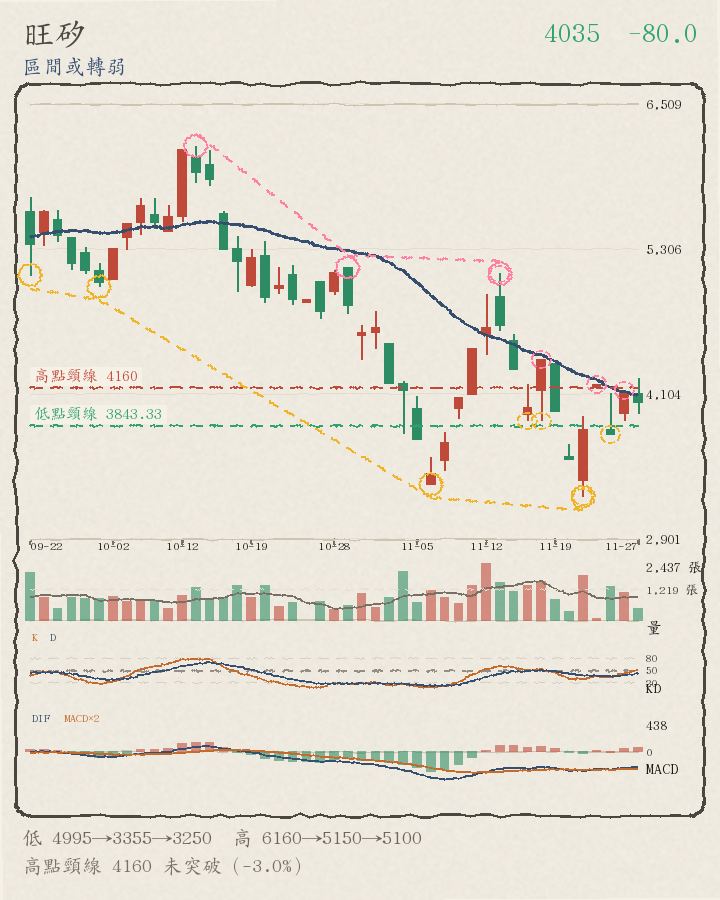 旺矽
4035 -80.0
區間或轉弱
6,509
5,306
高點頸線 4160
4,104
低點頸線 3843.33
2,901
09-22 10-02 10-12 10-19 10-28 11-05 11-12 11-19 11-27
2,437 張
1,219 張
量
K D
80
50
20
KD
DIF MACD×2
438
0
MACD
低 4995→3355→3250 高 6160→5150→5100
高點頸線 4160 未突破 (-3.0%)